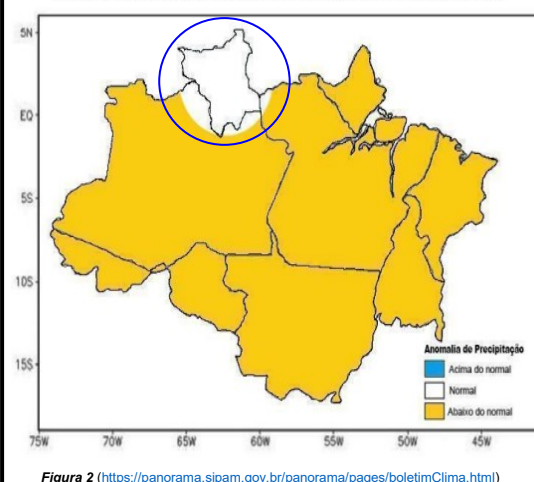 5N
EQ
5S
10S
15S
Anomalia de Precipitação
Acima do normal
Normal
Abaixo do normal
75W 70W 65W 60W 55W 50W 45W
Figura 2 (https://panorama.sipam.gov.br/panorama/pages/boletimClima.html)